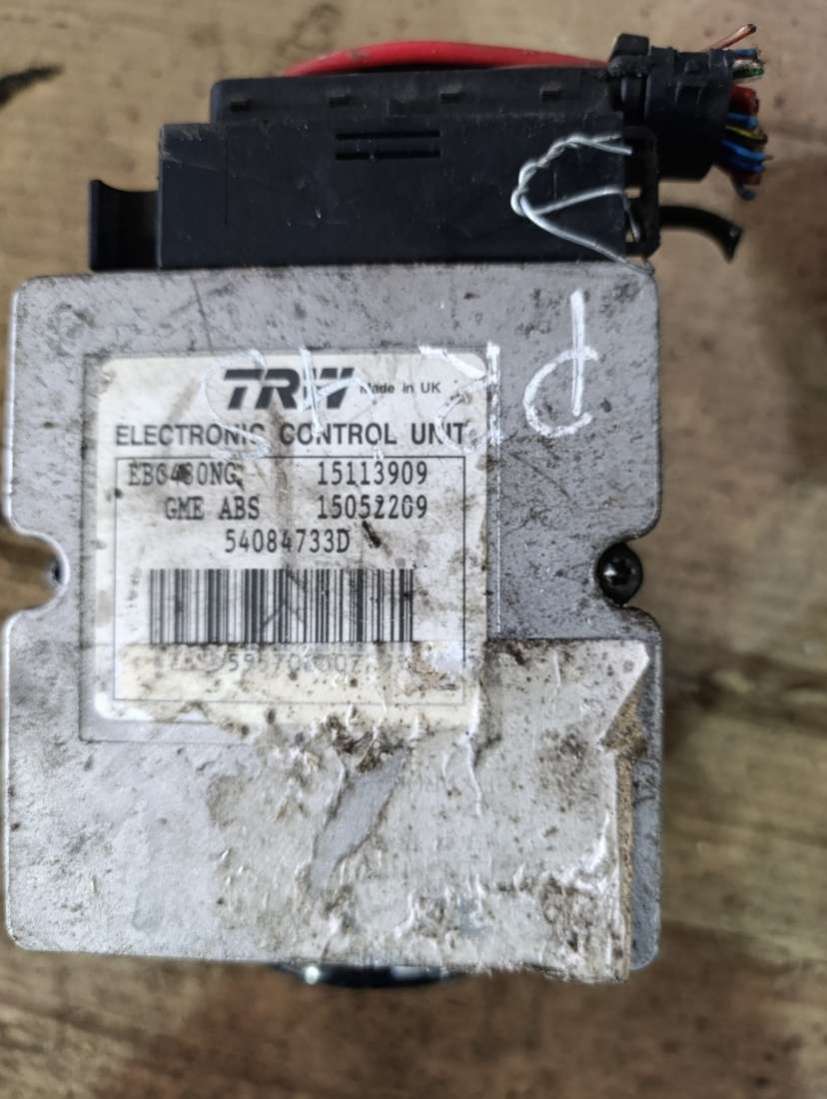 TRW Made in UK
ELECTRONIC CONTROL UNIT
EBC430NG 15113909
GME ABS 15052209
54084733D